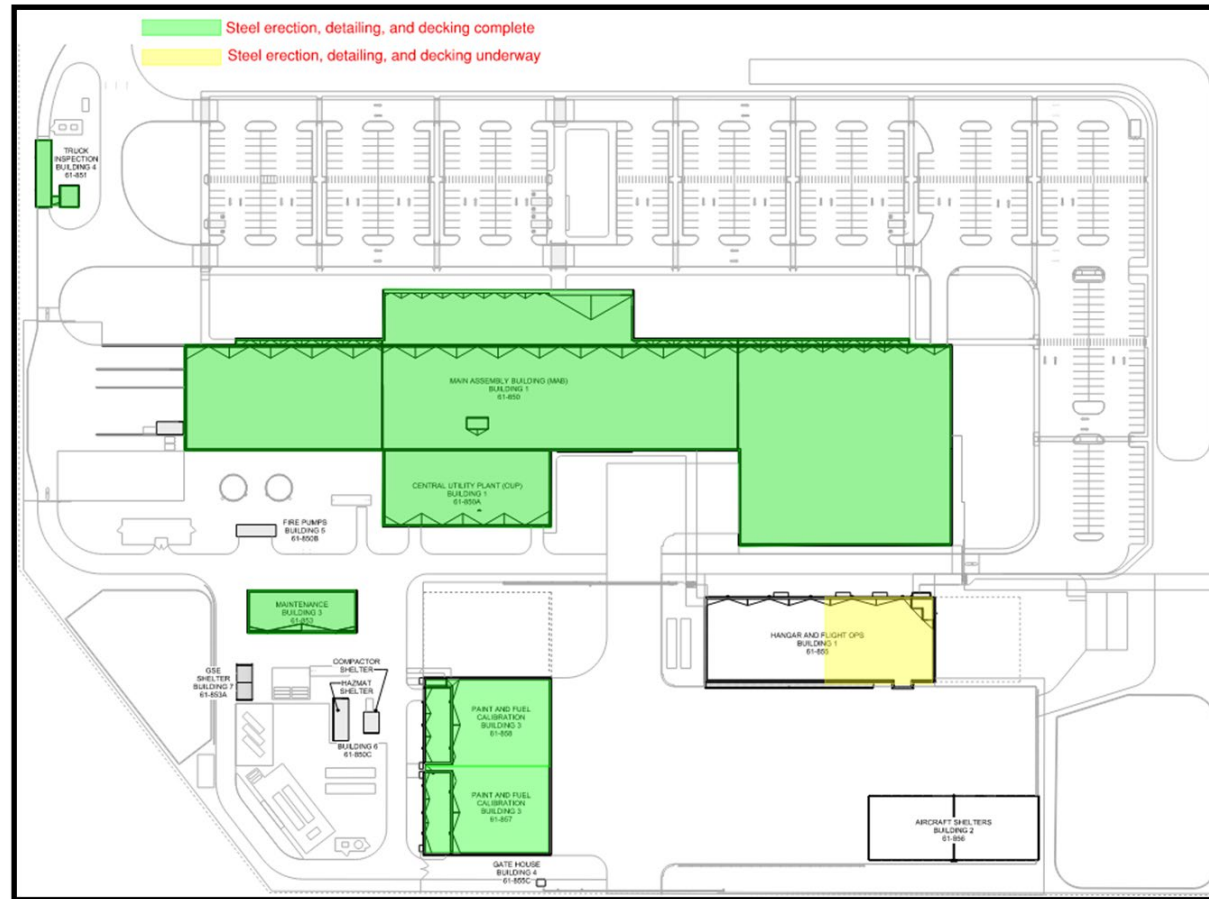 Steel erection, detailing, and decking complete
Steel erection, detailing, and decking underway
TRUCK
INSPECTION
BUILDING 4
61-851
MAIN ASSEMBLY BUILDING (MAB)
BUILDING 1
61-850
CENTRAL UTILITY PLANT (CUP)
BUILDING 1
61-850A
FIRE PUMPS
BUILDING 5
61-850B
MAINTENANCE
BUILDING 3
61-853
HANGAR AND FLIGHT OPS
BUILDING 1
61-855
GSE
SHELTER
BUILDING 7
61-853A
COMPACTOR
SHELTER
HAZMAT
SHELTER
BUILDING 6
61-850C
PAINT AND FUEL
CALIBRATION
BUILDING 3
61-858
PAINT AND FUEL
CALIBRATION
BUILDING 3
61-857
AIRCRAFT SHELTERS
BUILDING 2
61-856
GATE HOUSE
BUILDING 4
61-855C